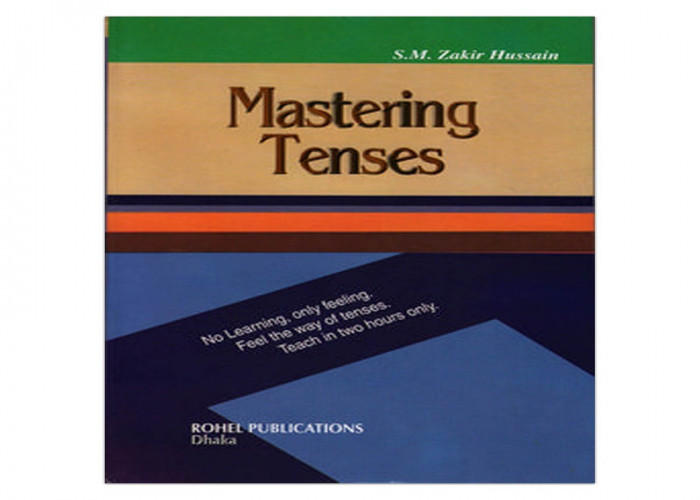 S.M. Zakir Hussain
Mastering
Tenses
No Learning, only feeling.
Feel the way of tenses.
Teach in two hours only.
ROHEL PUBLICATIONS
Dhaka